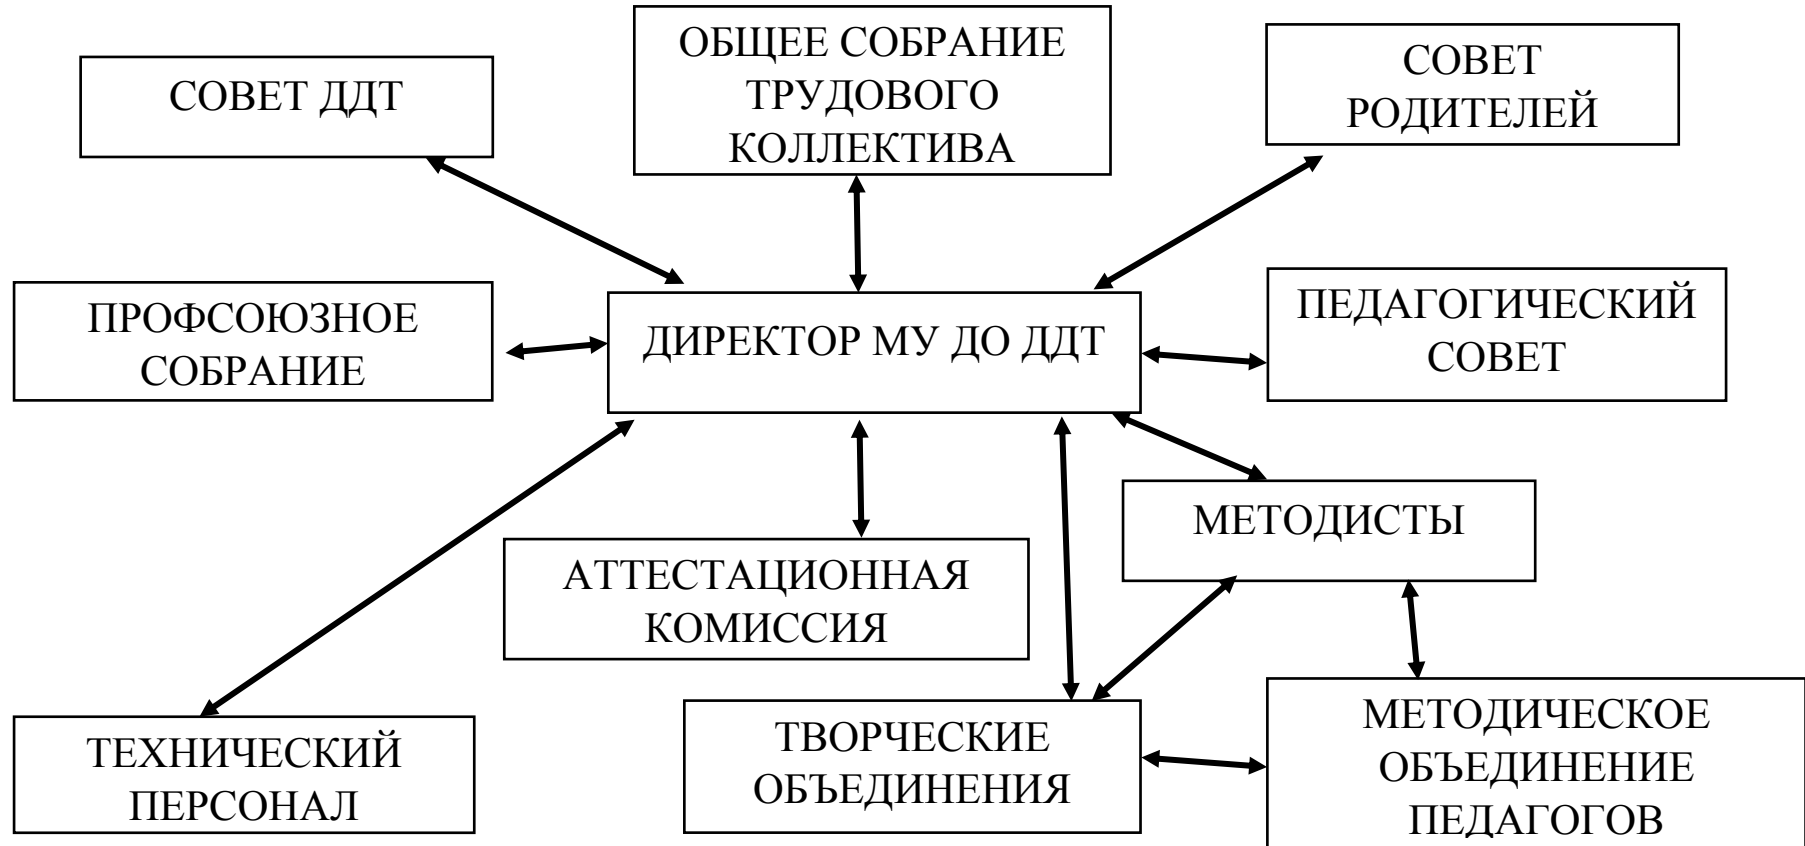 СОВЕТ ДДТ
ОБЩЕЕ СОБРАНИЕ
ТРУДОВОГО
КОЛЛЕКТИВА
СОВЕТ
РОДИТЕЛЕЙ
ПРОФСОЮЗНОЕ
СОБРАНИЕ
ДИРЕКТОР МУ ДО ДДТ
ПЕДАГОГИЧЕСКИЙ
СОВЕТ
МЕТОДИСТЫ
АТТЕСТАЦИОННАЯ
КОМИССИЯ
ТЕХНИЧЕСКИЙ
ПЕРСОНАЛ
ТВОРЧЕСКИЕ
ОБЪЕДИНЕНИЯ
МЕТОДИЧЕСКОЕ
ОБЪЕДИНЕНИЕ
ПЕДАГОГОВ